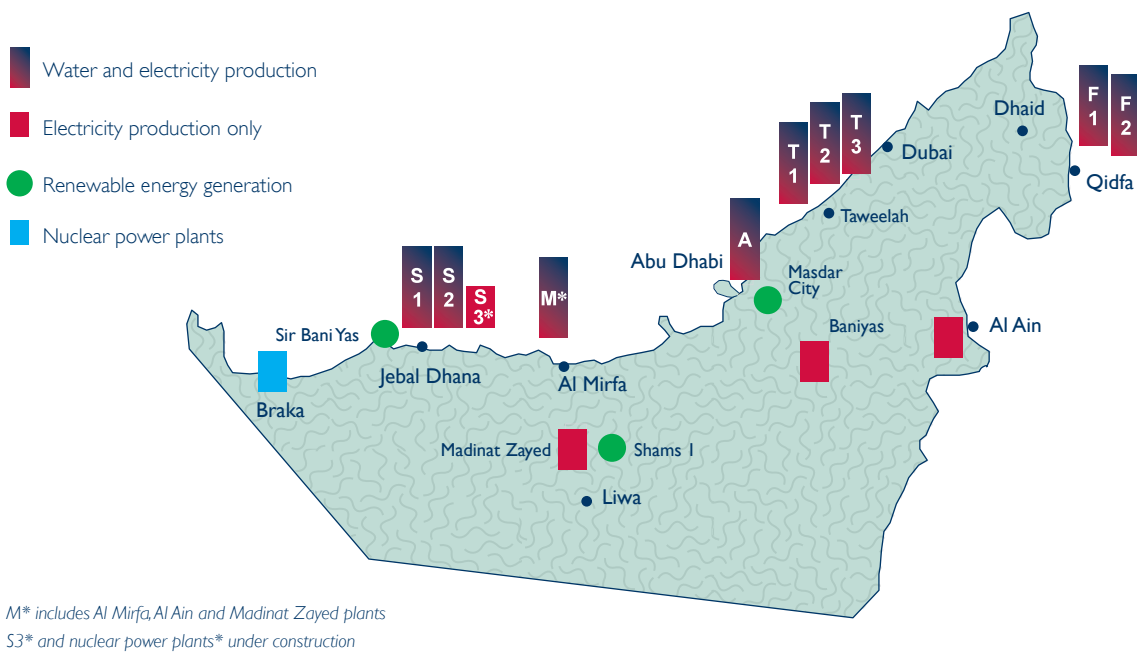 Water and electricity production
Electricity production only
Renewable energy generation
Nuclear power plants
Dhaid
F
1
F
2
Qidfa
T
1
T
2
T
3
Dubai
Taweelah
A
Abu Dhabi
Masdar
City
S
1
S
2
S
3*
M*
Sir Bani Yas
Baniyas
Al Ain
Jebal Dhana
Al Mirfa
Braka
Madinat Zayed
Shams 1
Liwa
M* includes Al Mirfa, Al Ain and Madinat Zayed plants
S3* and nuclear power plants* under construction